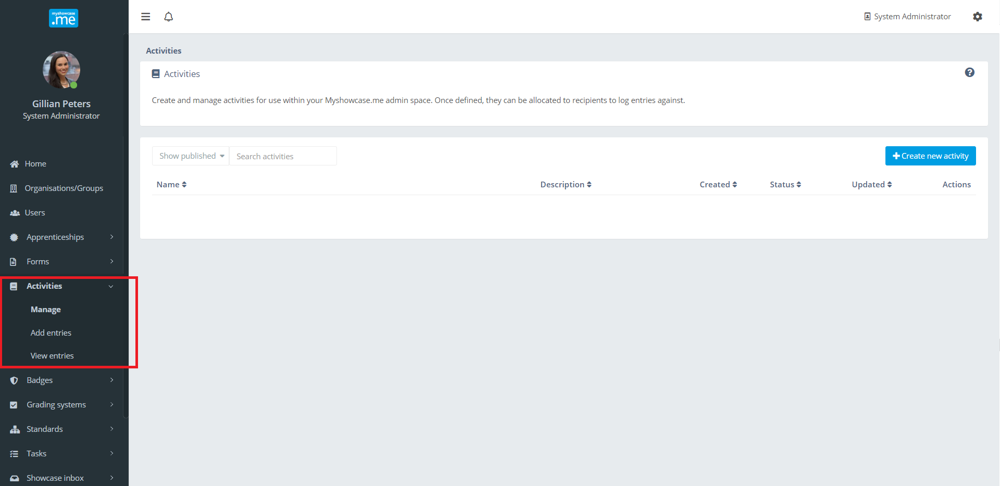 myshowcase
.me
System Administrator
Gillian Peters
System Administrator
Home
Organisations/Groups
Users
Apprenticeships
Forms
Activities
Manage
Add entries
View entries
Badges
Grading systems
Standards
Tasks
Showcase inbox
Activities
Activities
Create and manage activities for use within your Myshowcase.me admin space. Once defined, they can be allocated to recipients to log entries against.
Show published
Search activities
Create new activity
Name
Description
Created
Status
Updated
Actions